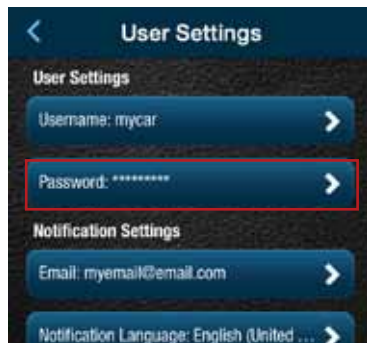 User Settings
User Settings
Username: mycar
Password: *********
Notification Settings
Email: myemail@email.com
Notification Language: English (United ...